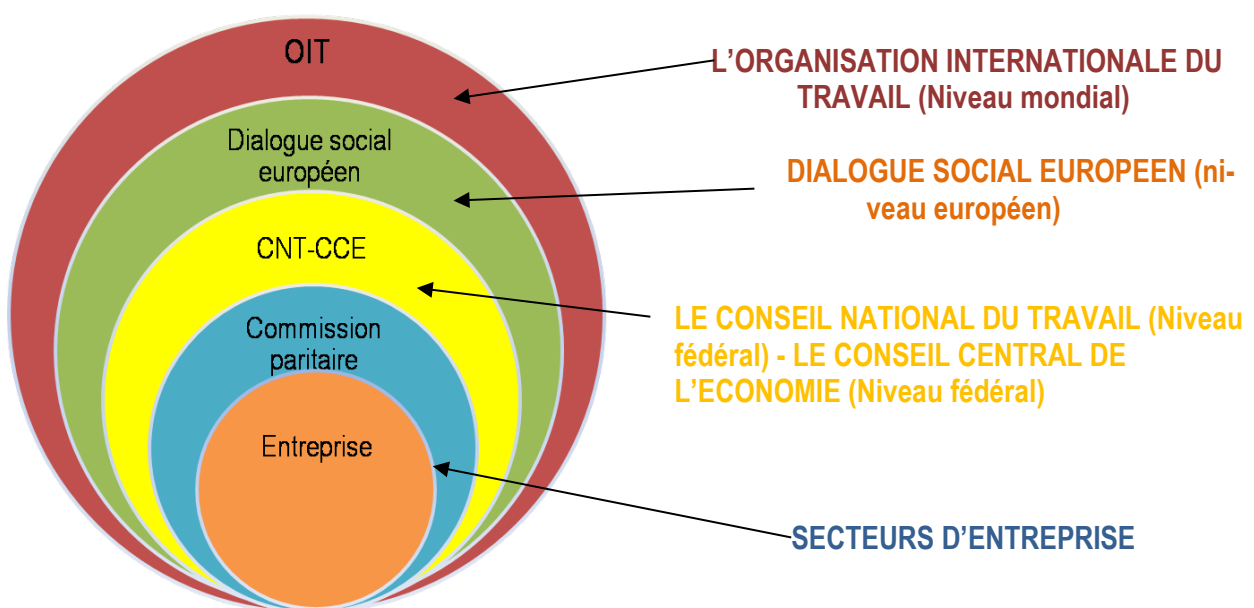 OIT
Dialogue social
européen
CNT-CCE
Commission
paritaire
Entreprise
L’ORGANISATION INTERNATIONALE DU
TRAVAIL (Niveau mondial)
DIALOGUE SOCIAL EUROPEEN (ni-
veau européen)
LE CONSEIL NATIONAL DU TRAVAIL (Niveau
fédéral) - LE CONSEIL CENTRAL DE
L’ECONOMIE (Niveau fédéral)
SECTEURS D’ENTREPRISE